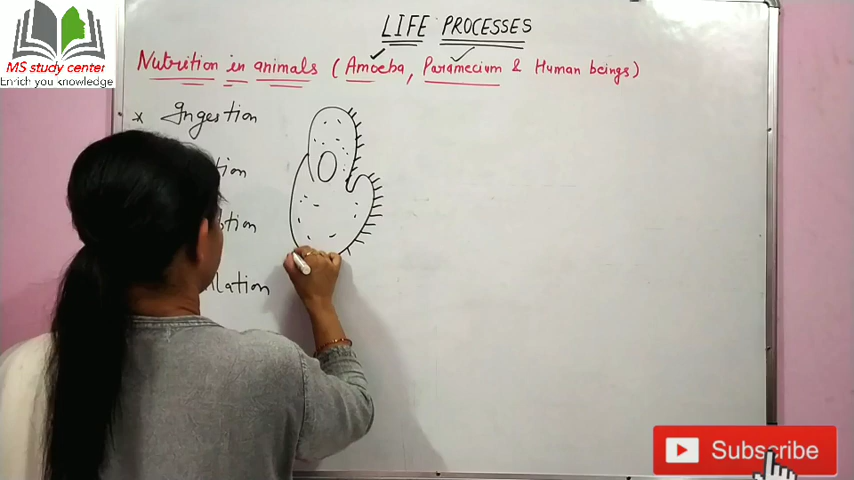 LIFE PROCESSES
MS study center
Enrich you knowledge
Nutrition in animals (Amoeba, Paramecium & Human beings)
* Ingestion
Subscribe